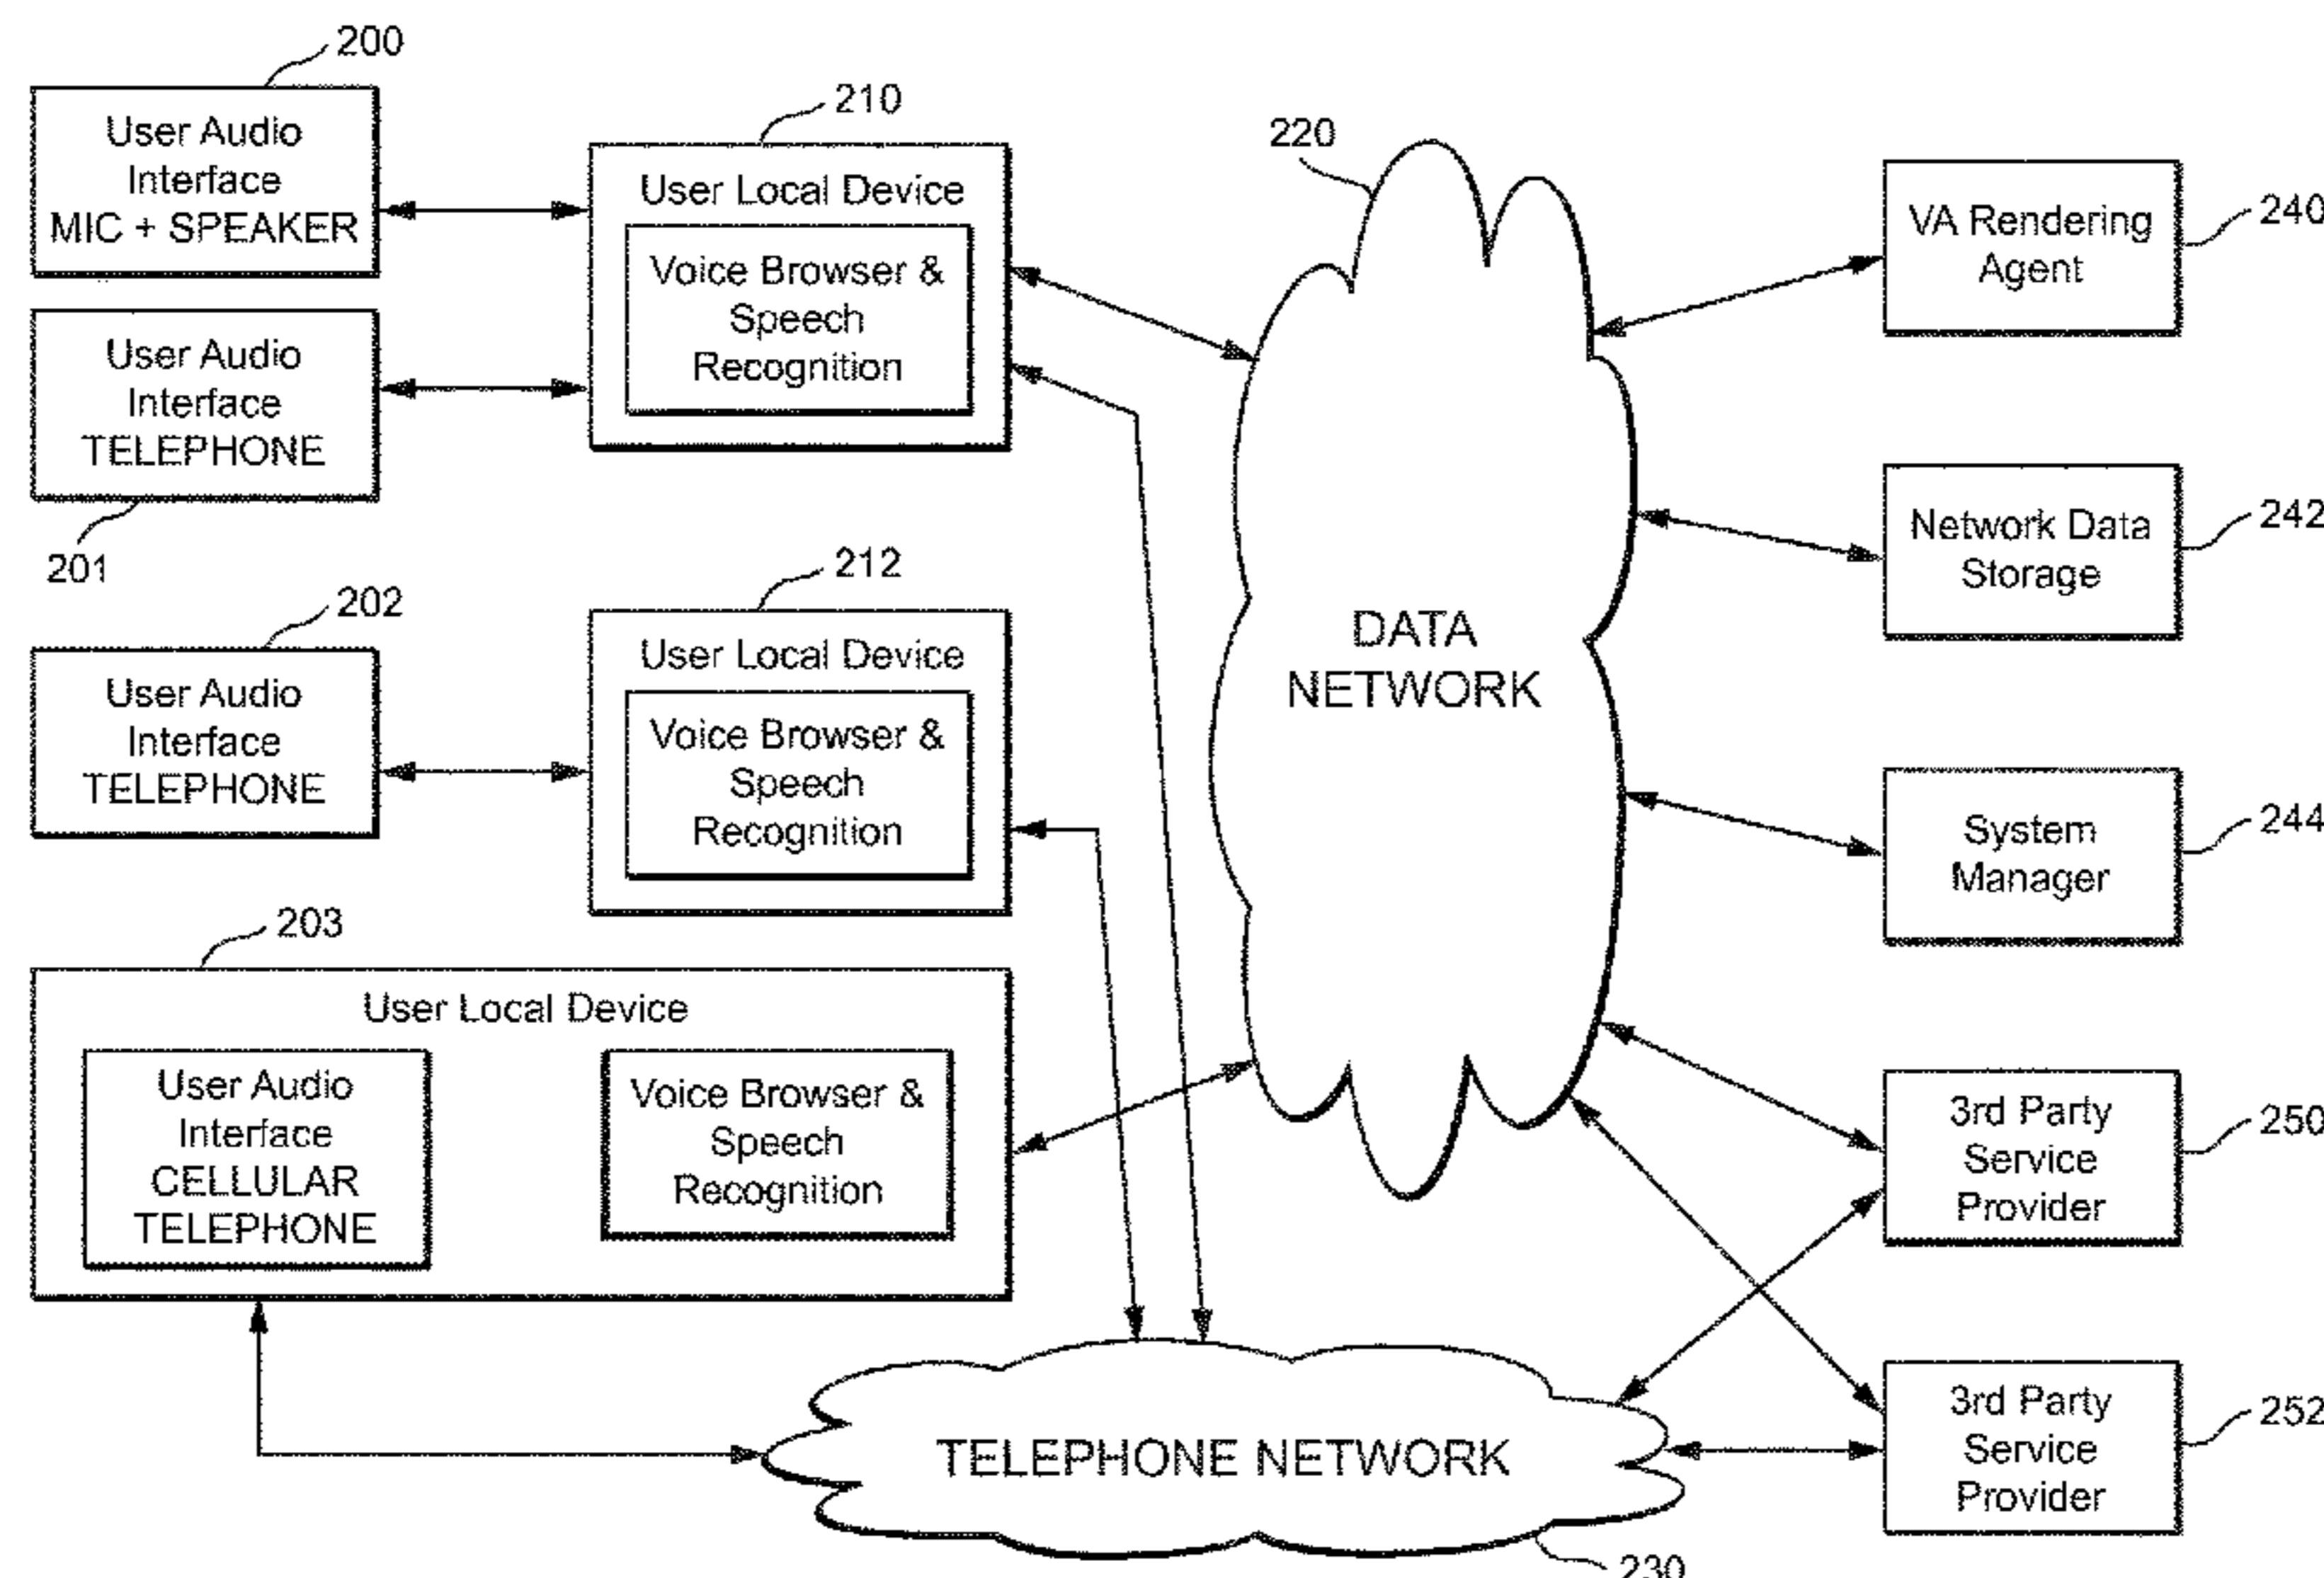 200
User Audio
Interface
MIC + SPEAKER
User Audio
Interface
TELEPHONE
201
210
User Local Device
Voice Browser &
Speech
Recognition
202
User Audio
Interface
TELEPHONE
212
User Local Device
Voice Browser &
Speech
Recognition
203
User Local Device
User Audio
Interface
CELLULAR
TELEPHONE
Voice Browser &
Speech
Recognition
220
DATA
NETWORK
TELEPHONE NETWORK
230
VA Rendering
Agent
240
Network Data
Storage
242
System
Manager
244
3rd Party
Service
Provider
250
3rd Party
Service
Provider
252